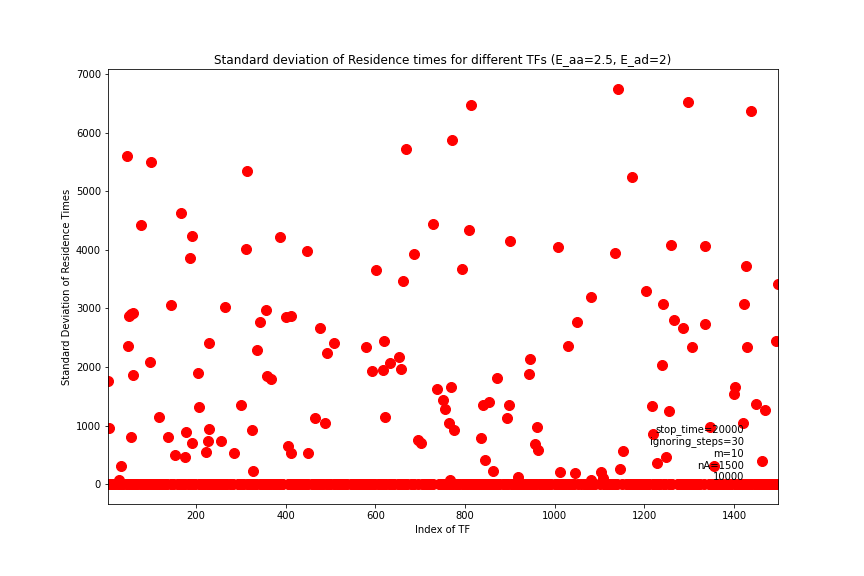 Standard deviation of Residence times for different TFs (E_aa=2.5, E_ad=2)
7000
6000
5000
4000
3000
2000
1000
0
Standard Deviation of Residence Times
stop_time=20000
ignoring_steps=30
m=10
nA=1500
10000
200
400
600
800
1000
1200
1400
Index of TF